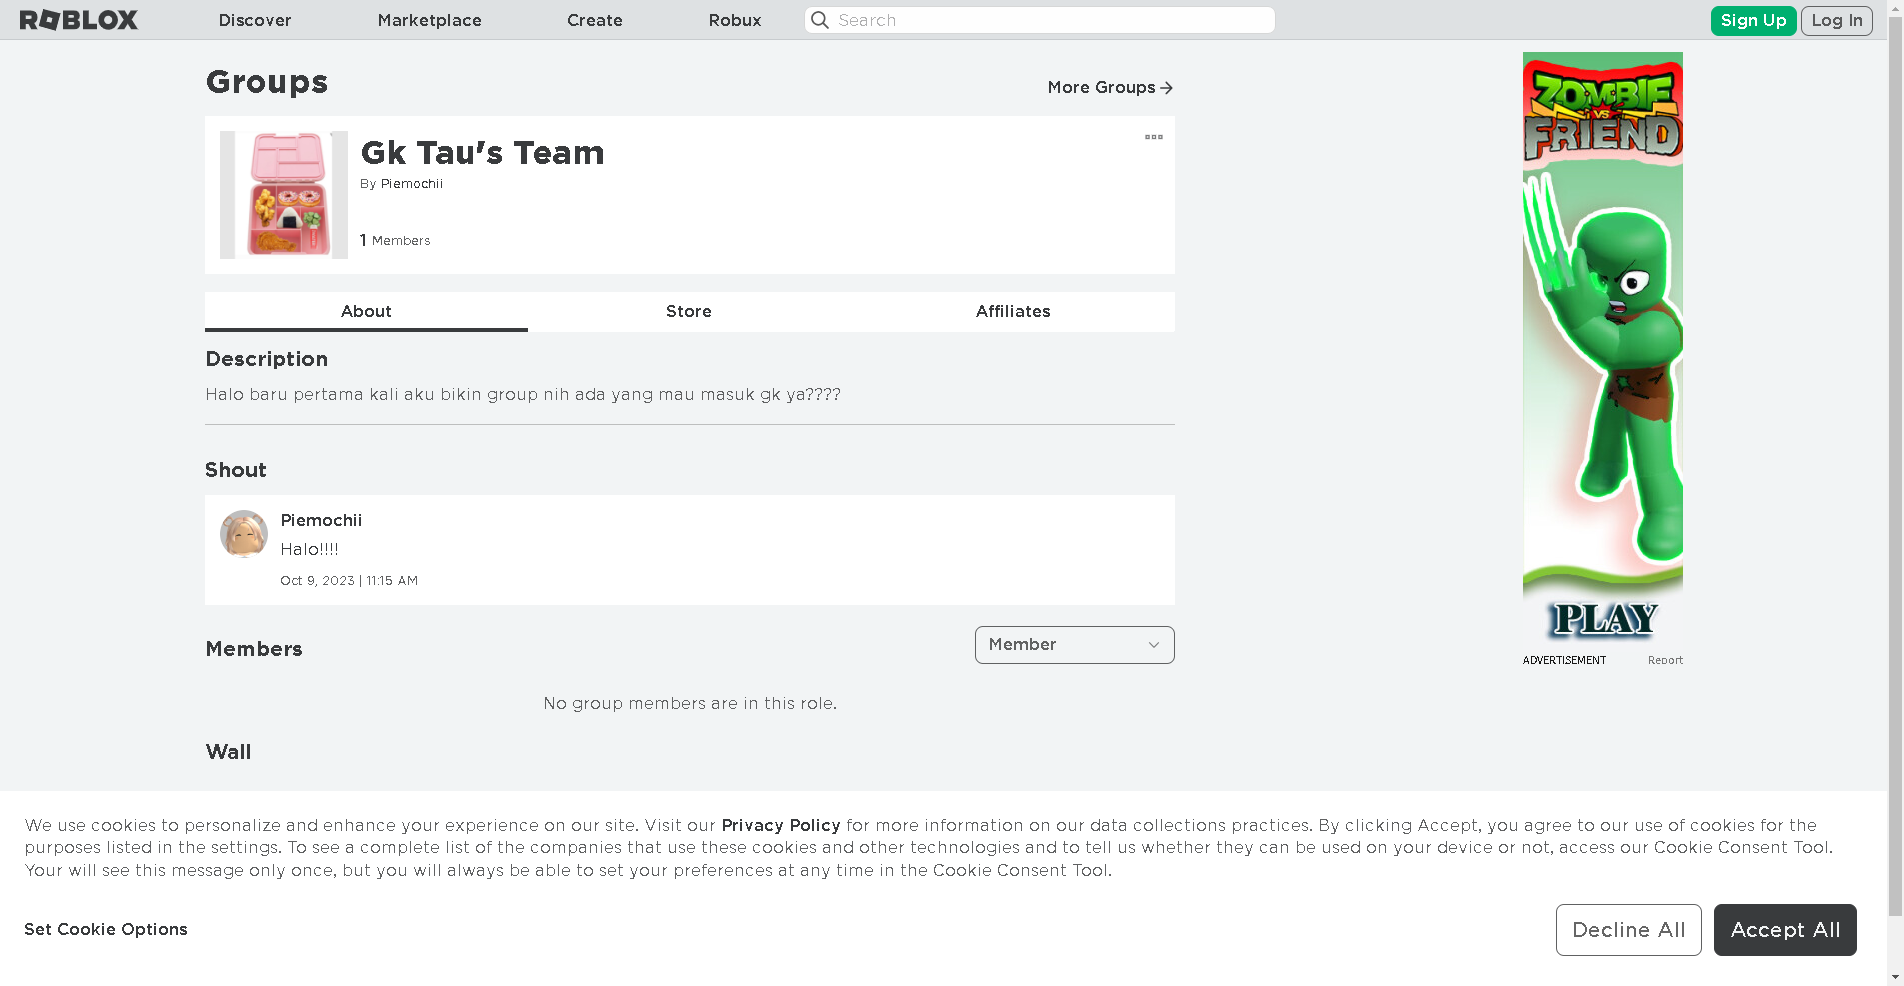 ROBLOX Discover Marketplace Create Robux Search Sign Up Log In
Groups
More Groups
Gk Tau's Team
By Piemochii
1 Members
About Store Affiliates
Description
Halo baru pertama kali aku bikin group nih ada yang mau masuk gk ya????
Shout
Piemochii
Halo!!!!
Oct 9, 2023 | 11:15 AM
Members
Member
No group members are in this role.
Wall
ZOMBIE
VS
FRIEND
PLAY
ADVERTISEMENT Report
We use cookies to personalize and enhance your experience on our site. Visit our Privacy Policy for more information on our data collections practices. By clicking Accept, you agree to our use of cookies for the
purposes listed in the settings. To see a complete list of the companies that use these cookies and other technologies and to tell us whether they can be used on your device or not, access our Cookie Consent Tool.
Your will see this message only once, but you will always be able to set your preferences at any time in the Cookie Consent Tool.
Set Cookie Options
Decline All Accept All